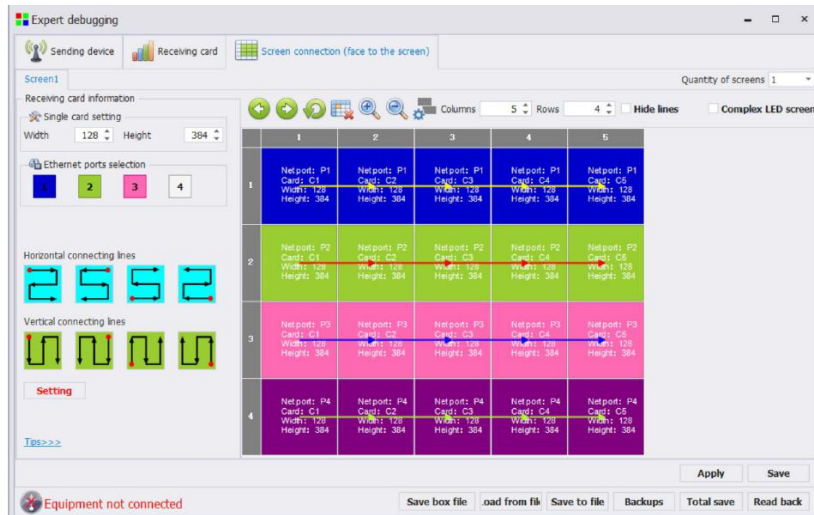 Expert debugging
Sending device Receiving card Screen connection (face to the screen)
Screen1 Quantity of screens 1
Receiving card information
Single card setting
Width 128 Height 384
Ethernet ports selection
1 2 3 4
Horizontal connecting lines
Vertical connecting lines
Setting
Tips>>>
Columns 5 Rows 4 Hide lines Complex LED screen
1 2 3 4 5
1
Netport: P1 Netport: P1 Netport: P1 Netport: P1 Netport: P1
Card: C1 Card: C2 Card: C3 Card: C4 Card: C5
Width: 128 Width: 128 Width: 128 Width: 128 Width: 128
Height: 384 Height: 384 Height: 384 Height: 384 Height: 384
2
Netport: P2 Netport: P2 Netport: P2 Netport: P2 Netport: P2
Card: C1 Card: C2 Card: C3 Card: C4 Card: C5
Width: 128 Width: 128 Width: 128 Width: 128 Width: 128
Height: 384 Height: 384 Height: 384 Height: 384 Height: 384
3
Netport: P3 Netport: P3 Netport: P3 Netport: P3 Netport: P3
Card: C1 Card: C2 Card: C3 Card: C4 Card: C5
Width: 128 Width: 128 Width: 128 Width: 128 Width: 128
Height: 384 Height: 384 Height: 384 Height: 384 Height: 384
4
Netport: P4 Netport: P4 Netport: P4 Netport: P4 Netport: P4
Card: C1 Card: C2 Card: C3 Card: C4 Card: C5
Width: 128 Width: 128 Width: 128 Width: 128 Width: 128
Height: 384 Height: 384 Height: 384 Height: 384 Height: 384
Apply Save
Equipment not connected
Save box file .oad from file Save to file Backups Total save Read back